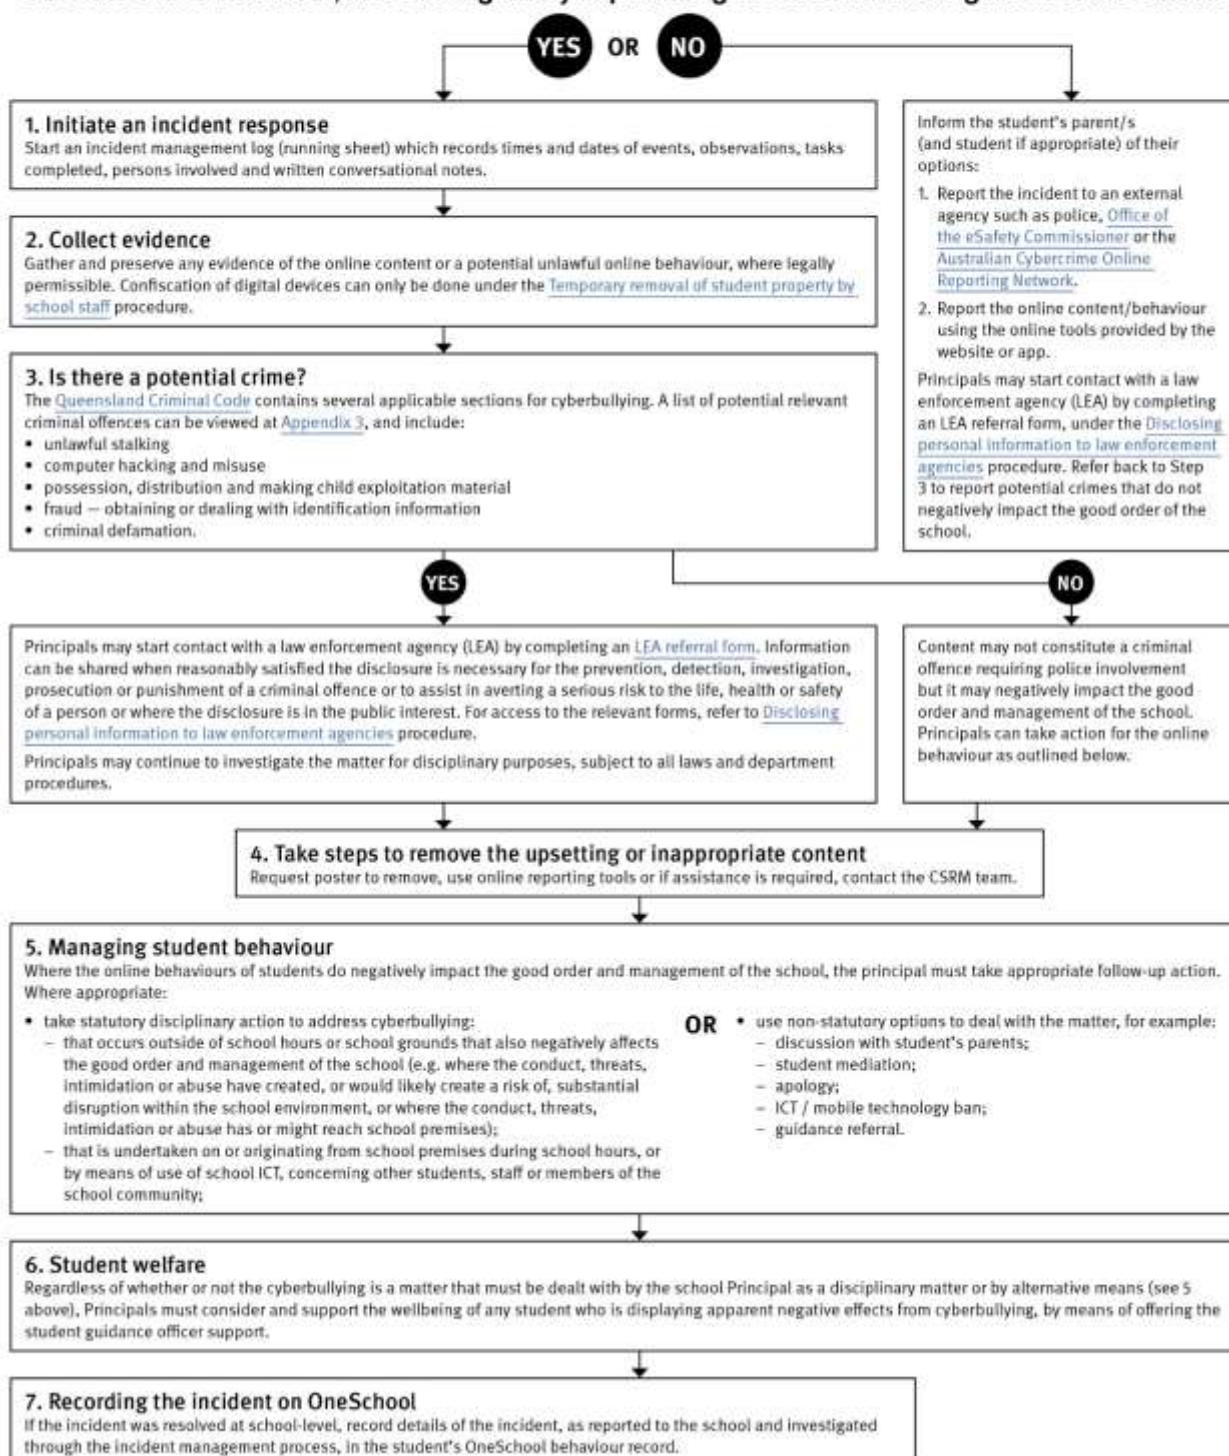 YES OR NO
1. Initiate an incident response
Start an incident management log (running sheet) which records times and dates of events, observations, tasks
completed, persons involved and written conversational notes.
2. Collect evidence
Gather and preserve any evidence of the online content or a potential unlawful online behaviour, where legally
permissible. Confiscation of digital devices can only be done under the Temporary removal of student property by
school staff procedure.
3. Is there a potential crime?
The Queensland Criminal Code contains several applicable sections for cyberbullying. A list of potential relevant
criminal offences can be viewed at Appendix 3, and include:
• unlawful stalking
• computer hacking and misuse
• possession, distribution and making child exploitation material
• fraud — obtaining or dealing with identification information
• criminal defamation.
Inform the student's parent/s
(and student if appropriate) of their
options:
1. Report the incident to an external
agency such as police, Office of
the eSafety Commissioner or the
Australian Cybercrime Online
Reporting Network.
2. Report the online content/behaviour
using the online tools provided by the
website or app.
Principals may start contact with a law
enforcement agency (LEA) by completing
an LEA referral form, under the Disclosing
personal information to law enforcement
agencies procedure. Refer back to Step
3 to report potential crimes that do not
negatively impact the good order of the
school.
YES
NO
Principals may start contact with a law enforcement agency (LEA) by completing an LEA referral form. Information
can be shared when reasonably satisfied the disclosure is necessary for the prevention, detection, investigation,
prosecution or punishment of a criminal offence or to assist in averting a serious risk to the life, health or safety
of a person or where the disclosure is in the public interest. For access to the relevant forms, refer to Disclosing
personal information to law enforcement agencies procedure.
Principals may continue to investigate the matter for disciplinary purposes, subject to all laws and department
procedures.
Content may not constitute a criminal
offence requiring police involvement
but it may negatively impact the good
order and management of the school.
Principals can take action for the online
behaviour as outlined below.
4. Take steps to remove the upsetting or inappropriate content
Request poster to remove, use online reporting tools or if assistance is required, contact the CSRM team.
5. Managing student behaviour
Where the online behaviours of students do negatively impact the good order and management of the school, the principal must take appropriate follow-up action.
Where appropriate:
• take statutory disciplinary action to address cyberbullying:
– that occurs outside of school hours or school grounds that also negatively affects
the good order and management of the school (e.g. where the conduct, threats,
intimidation or abuse have created, or would likely create a risk of, substantial
disruption within the school environment, or where the conduct, threats,
intimidation or abuse has or might reach school premises);
– that is undertaken on or originating from school premises during school hours, or
by means of use of school ICT, concerning other students, staff or members of the
school community;
OR
• use non-statutory options to deal with the matter, for example:
– discussion with student's parents;
– student mediation;
– apology;
– ICT / mobile technology ban;
– guidance referral.
6. Student welfare
Regardless of whether or not the cyberbullying is a matter that must be dealt with by the school Principal as a disciplinary matter or by alternative means (see 5
above), Principals must consider and support the wellbeing of any student who is displaying apparent negative effects from cyberbullying, by means of offering the
student guidance officer support.
7. Recording the incident on OneSchool
If the incident was resolved at school-level, record details of the incident, as reported to the school and investigated
through the incident management process, in the student's OneSchool behaviour record.